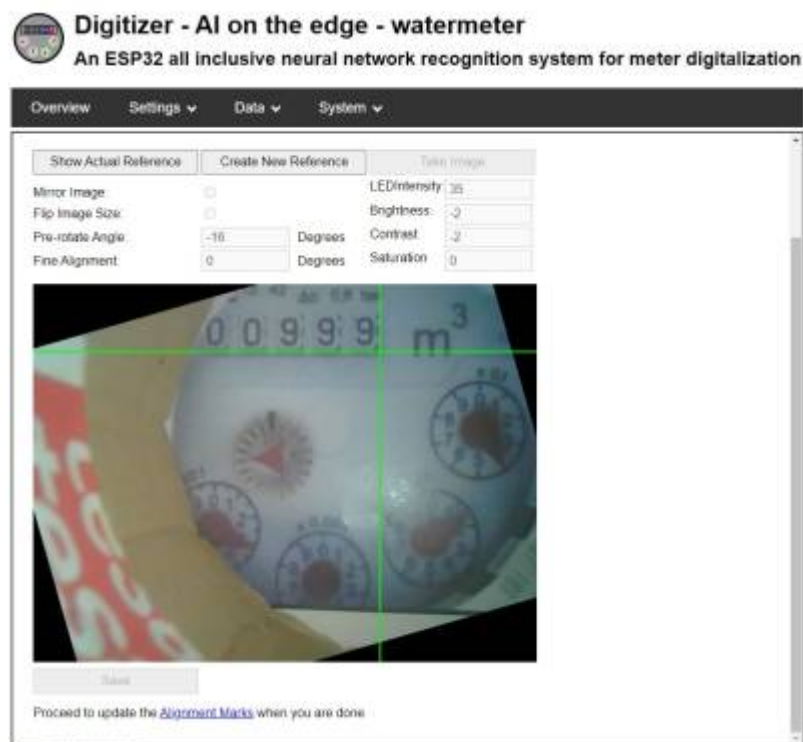 Digitizer - AI on the edge - watermeter
An ESP32 all inclusive neural network recognition system for meter digitalization
Overview Settings Data System
Show Actual Reference Create New Reference Take Image
Mirror Image: LEDIntensity 35
Flip Image Size: Brightness: -2
Pre-rotate Angle: -16 Degrees Contrast -2
Fine Alignment: 0 Degrees Saturation 0
00999 m³
Save
Proceed to update the Alignment Marks when you are done